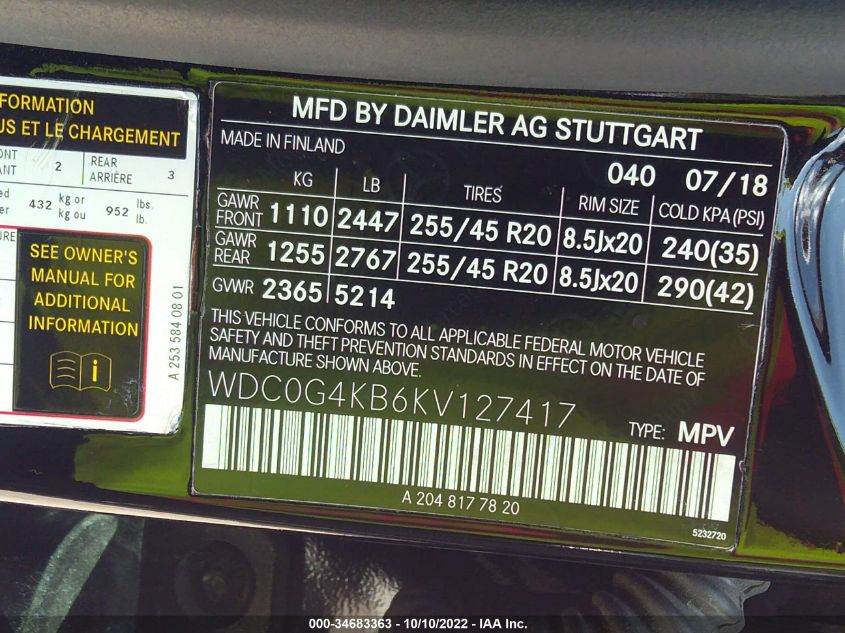 FORMATION
US ET LE CHARGEMENT
2 REAR ARRIÈRE 3
432 kg or kg ou 952 lbs. lb.
SEE OWNER'S
MANUAL FOR
ADDITIONAL
INFORMATION
A 253 584 08 01
MFD BY DAIMLER AG STUTTGART
MADE IN FINLAND
040 07/18
KG LB TIRES RIM SIZE COLD KPA (PSI)
GAWR FRONT 1110 2447 255/45 R20 8.5Jx20 240(35)
GAWR REAR 1255 2767 255/45 R20 8.5Jx20 290(42)
GVWR 2365 5214
THIS VEHICLE CONFORMS TO ALL APPLICABLE FEDERAL MOTOR VEHICLE
SAFETY AND THEFT PREVENTION STANDARDS IN EFFECT ON THE DATE OF
MANUFACTURE SHOWN ABOVE.
WDC0G4KB6KV127417
TYPE: MPV
A 204 817 78 20
5232720
000-34683363 - 10/10/2022 - IAA Inc.